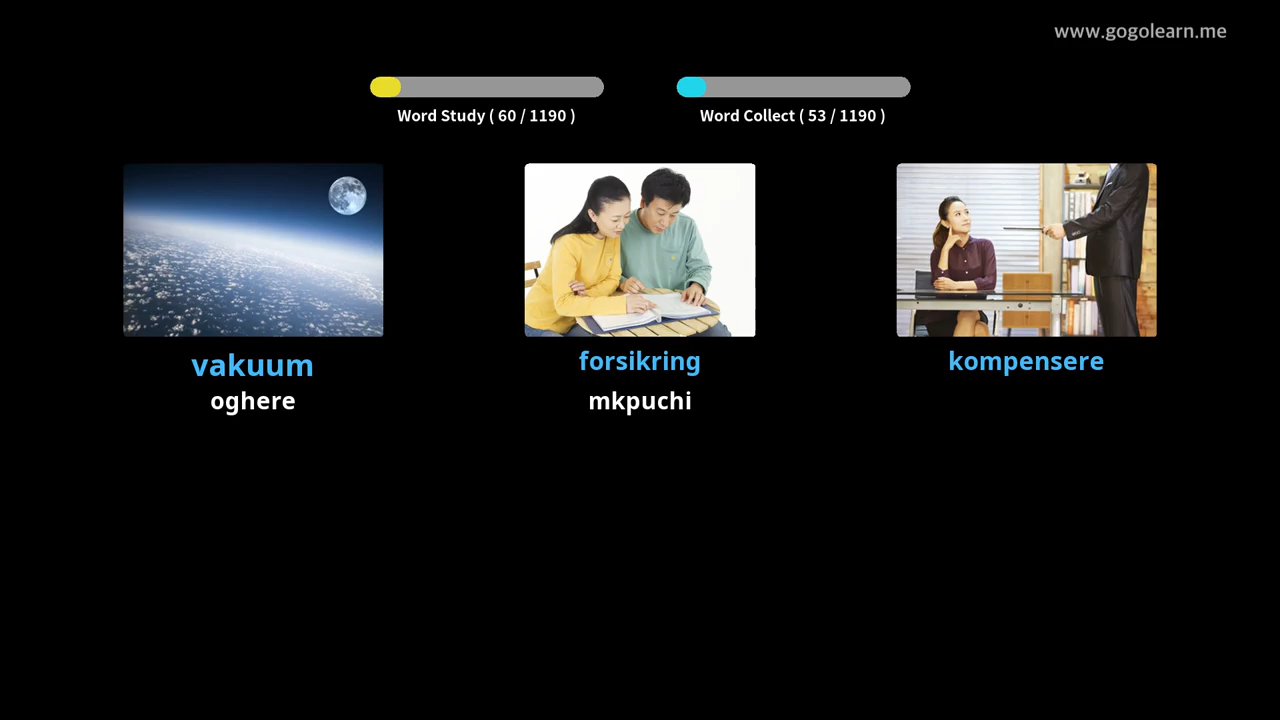 www.gogolearn.me
Word Study ( 60 / 1190 )
Word Collect ( 53 / 1190 )
vakuum
oghere
forsikring
mkpuchi
kompensere